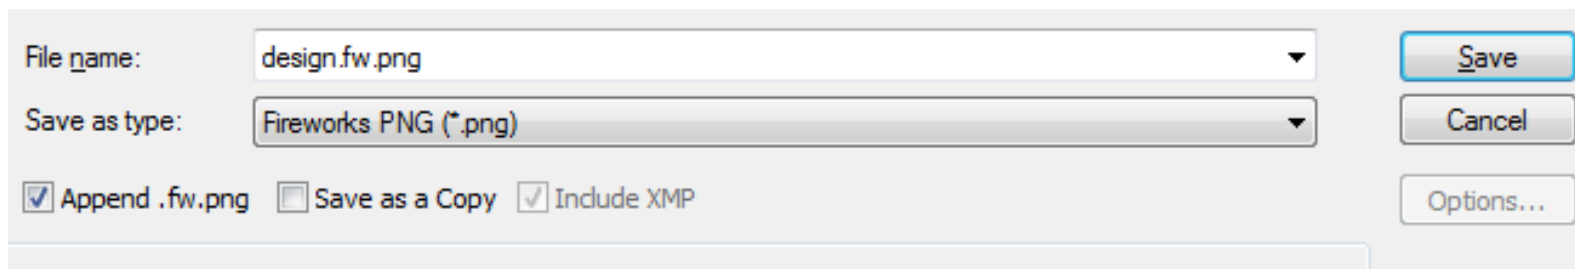 File name: design.fw.png Save
Save as type: Fireworks PNG (*.png) Cancel
Append .fw.png Save as a Copy Include XMP Options...